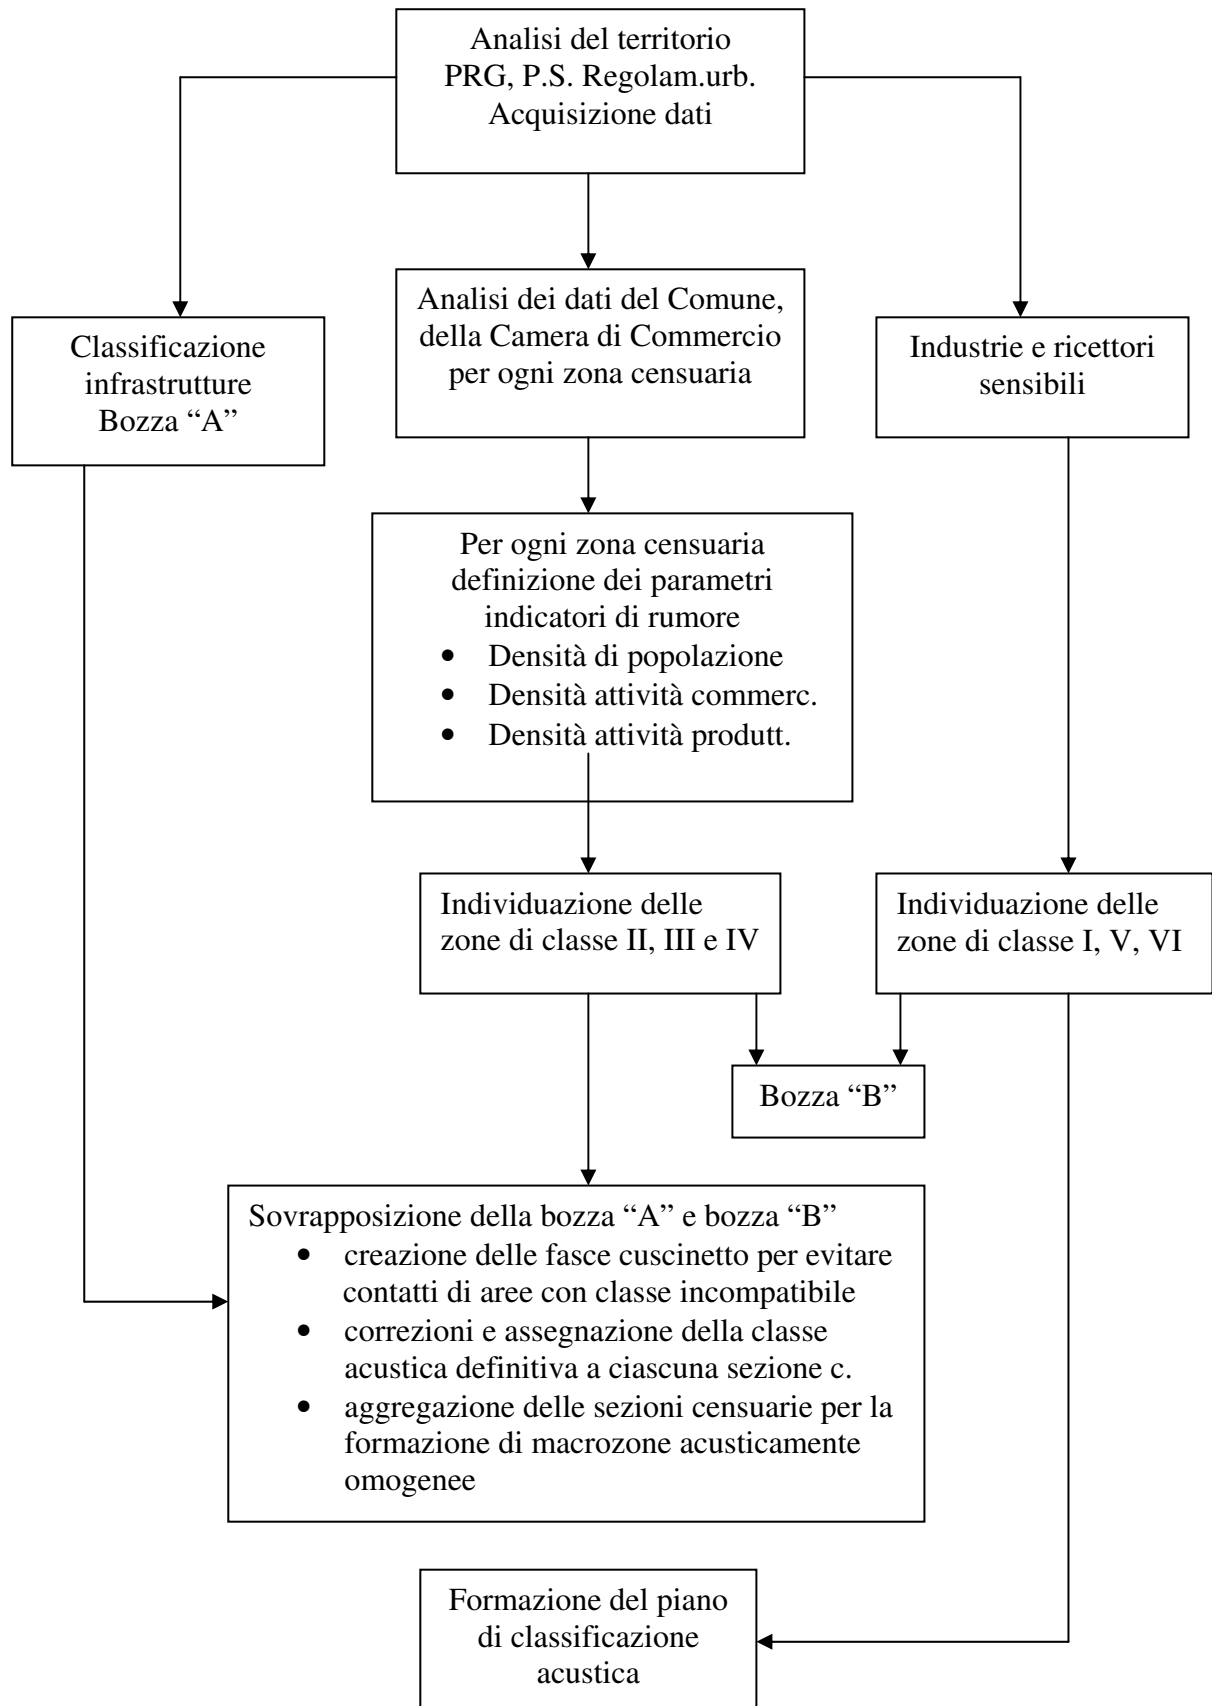 Analisi del territorio
PRG, P.S. Regolam.urb.
Acquisizione dati
Classificazione
infrastrutture
Bozza “A”
Analisi dei dati del Comune,
della Camera di Commercio
per ogni zona censuaria
Industrie e ricettori
sensibili
Per ogni zona censuaria
definizione dei parametri
indicatori di rumore
• Densità di popolazione
• Densità attività commerc.
• Densità attività produtt.
Individuazione delle
zone di classe II, III e IV
Individuazione delle
zone di classe I, V, VI
Bozza “B”
Sovrapposizione della bozza “A” e bozza “B”
• creazione delle fasce cuscinetto per evitare
contatti di aree con classe incompatibile
• correzioni e assegnazione della classe
acustica definitiva a ciascuna sezione c.
• aggregazione delle sezioni censuarie per la
formazione di macrozone acusticamente
omogenee
Formazione del piano
di classificazione
acustica